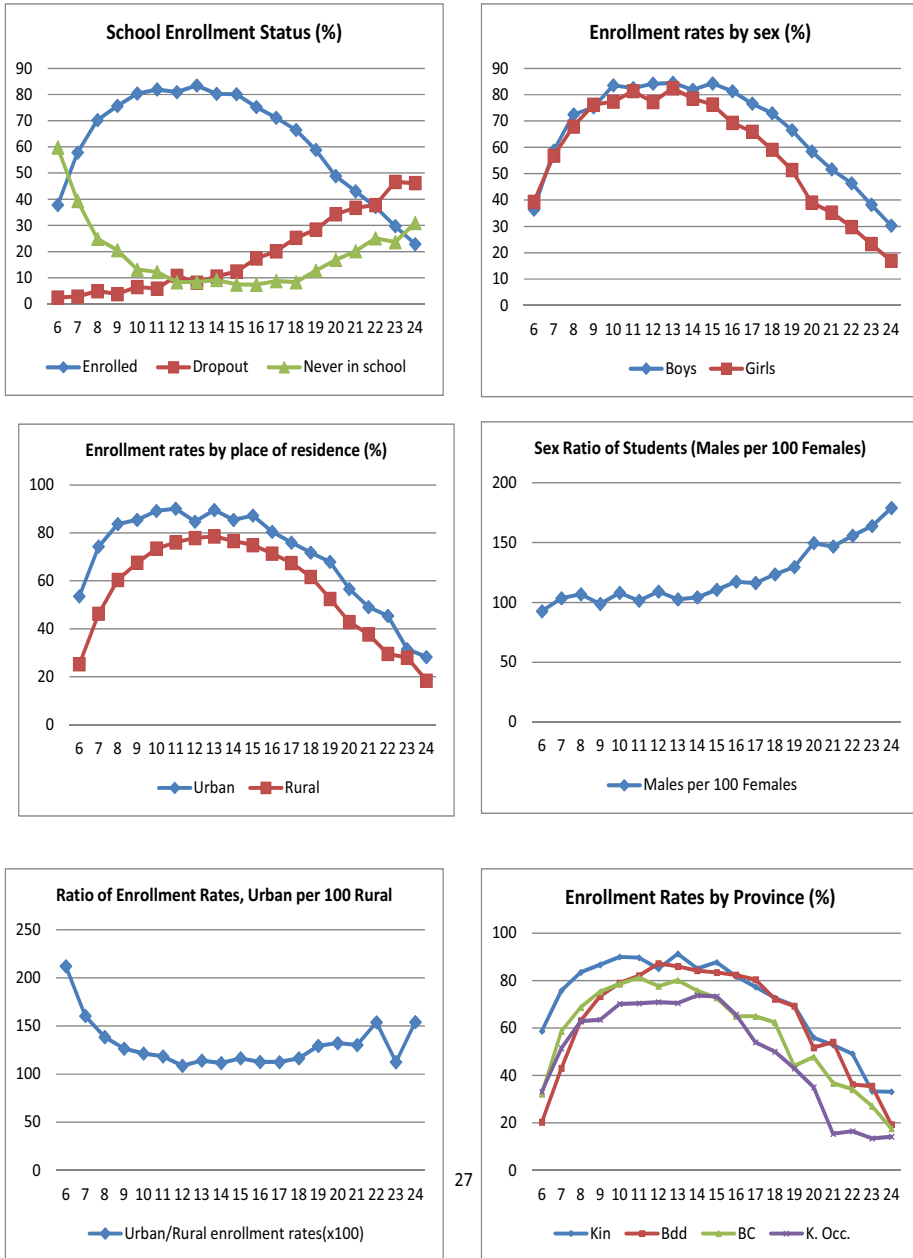 School Enrollment Status (%)
90
80
70
60
50
40
30
20
10
0
6 7 8 9 10 11 12 13 14 15 16 17 18 19 20 21 22 23 24
Enrolled Dropout Never in school
Enrollment rates by sex (%)
90
80
70
60
50
40
30
20
10
0
6 7 8 9 10 11 12 13 14 15 16 17 18 19 20 21 22 23 24
Boys Girls
Enrollment rates by place of residence (%)
100
80
60
40
20
0
6 7 8 9 10 11 12 13 14 15 16 17 18 19 20 21 22 23 24
Urban Rural
Sex Ratio of Students (Males per 100 Females)
200
150
100
50
0
6 7 8 9 10 11 12 13 14 15 16 17 18 19 20 21 22 23 24
Males per 100 Females
Ratio of Enrollment Rates, Urban per 100 Rural
250
200
150
100
50
0
6 7 8 9 10 11 12 13 14 15 16 17 18 19 20 21 22 23 24
Urban/Rural enrollment rates(x100)
27
Enrollment Rates by Province (%)
100
80
60
40
20
0
6 7 8 9 10 11 12 13 14 15 16 17 18 19 20 21 22 23 24
Kin Bdd BC K. Occ.